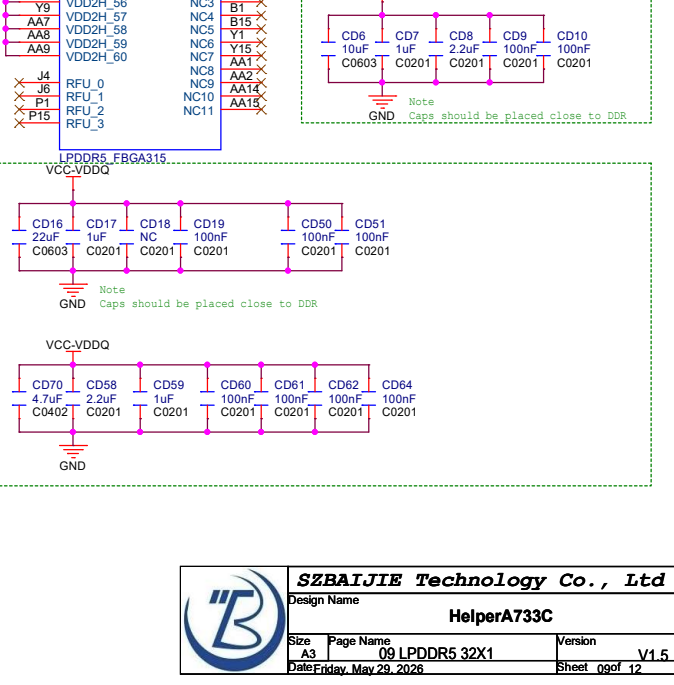 VDD2H_56
NC3
Y9
VDD2H_57
NC4
B1
AA7
VDD2H_58
NC5
B15
AA8
VDD2H_59
NC6
Y1
AA9
VDD2H_60
NC7
Y15
NC8
AA1
J4
RFU_0
NC9
AA2
J6
RFU_1
NC10
AA14
P1
RFU_2
NC11
AA15
P15
RFU_3
LPDDR5_FBGA315
CD6 CD7 CD8 CD9 CD10
10uF 1uF 2.2uF 100nF 100nF
C0603 C0201 C0201 C0201 C0201
GND
Note
Caps should be placed close to DDR
VCC-VDDQ
CD16 CD17 CD18 CD19 CD50 CD51
22uF 1uF NC 100nF 100nF 100nF
C0603 C0201 C0201 C0201 C0201 C0201
GND
Note
Caps should be placed close to DDR
VCC-VDDQ
CD70 CD58 CD59 CD60 CD61 CD62 CD64
4.7uF 2.2uF 1uF 100nF 100nF 100nF 100nF
C0402 C0201 C0201 C0201 C0201 C0201 C0201
GND
SZBAIJIE Technology Co., Ltd
Design Name
HelperA733C
Size Page Name Version
A3 09 LPDDR5 32X1 V1.5
Date Friday, May 29, 2026 Sheet 09 of 12